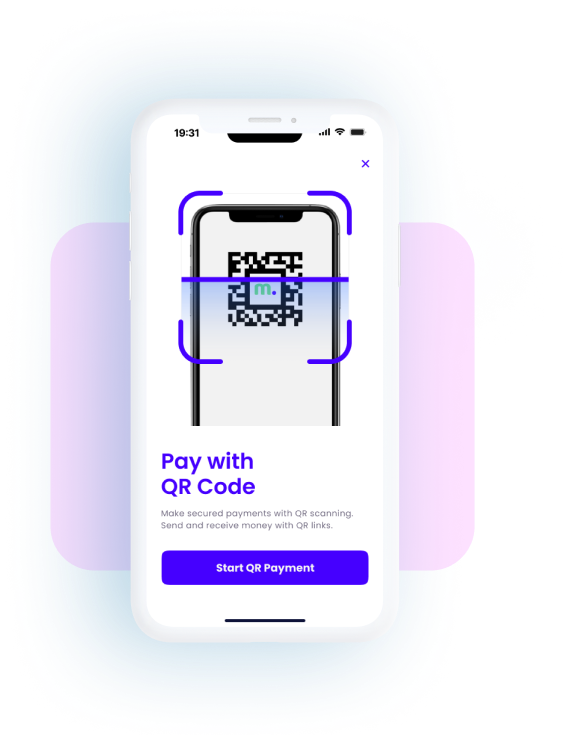 19:31
m.
Pay with
QR Code
Make secured payments with QR scanning.
Send and receive money with QR links.
Start QR Payment